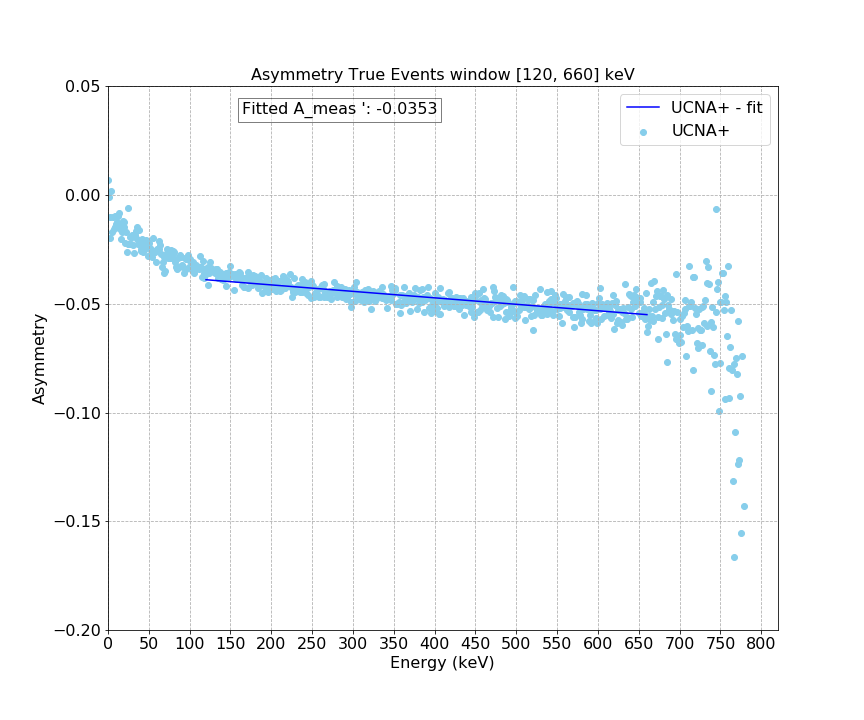 Asymmetry True Events window [120, 660] keV
0.05
Fitted A_meas ': -0.0353
UCNA+ - fit
UCNA+
0.00
−0.05
−0.10
−0.15
−0.20
Asymmetry
0 50 100 150 200 250 300 350 400 450 500 550 600 650 700 750 800
Energy (keV)